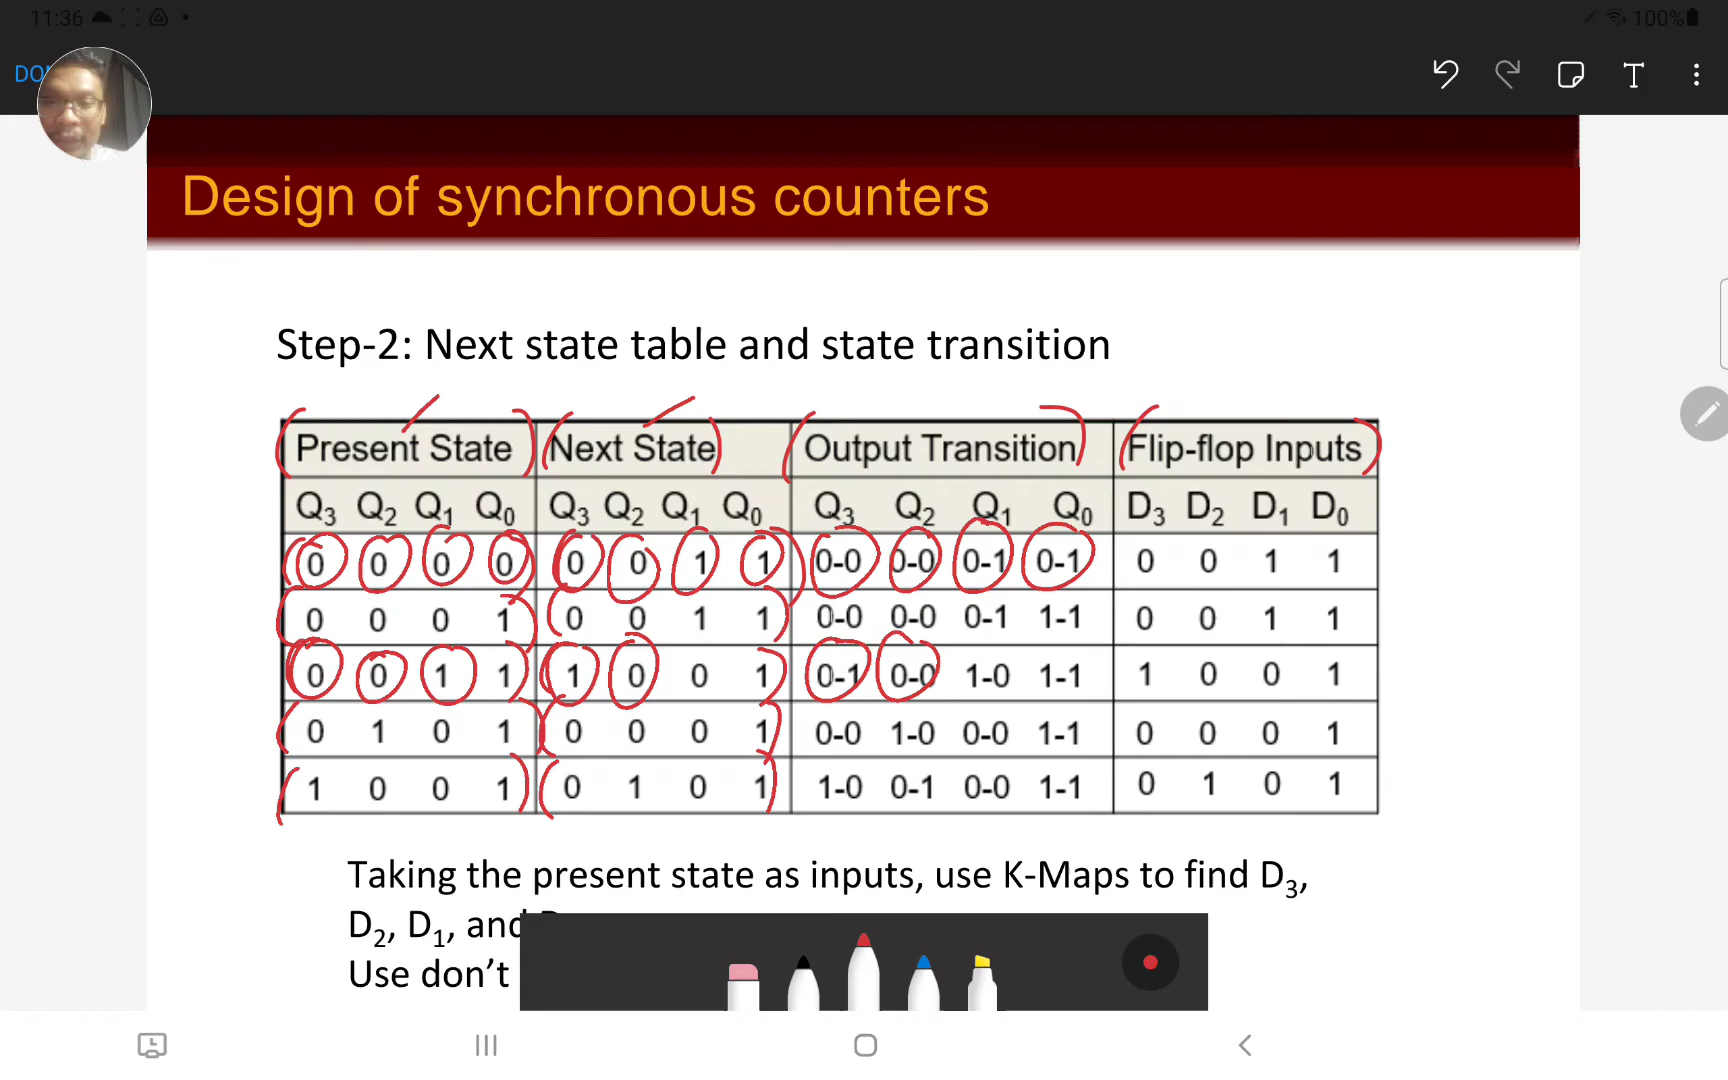 11:36
100%
DO
Design of synchronous counters
Step-2: Next state table and state transition
Present State Next State Output Transition Flip-flop Inputs
Q3 Q2 Q1 Q0 Q3 Q2 Q1 Q0 Q3 Q2 Q1 Q0 D3 D2 D1 D0
0 0 0 0 0 0 1 1 0-0 0-0 0-1 0-1 0 0 1 1
0 0 0 1 0 0 1 1 0-0 0-0 0-1 1-1 0 0 1 1
0 0 1 1 1 0 0 1 0-1 0-0 1-0 1-1 1 0 0 1
0 1 0 1 0 0 0 1 0-0 1-0 0-0 1-1 0 0 0 1
1 0 0 1 0 1 0 1 1-0 0-1 0-0 1-1 0 1 0 1
Taking the present state as inputs, use K-Maps to find D3,
D2, D1, and
Use don’t